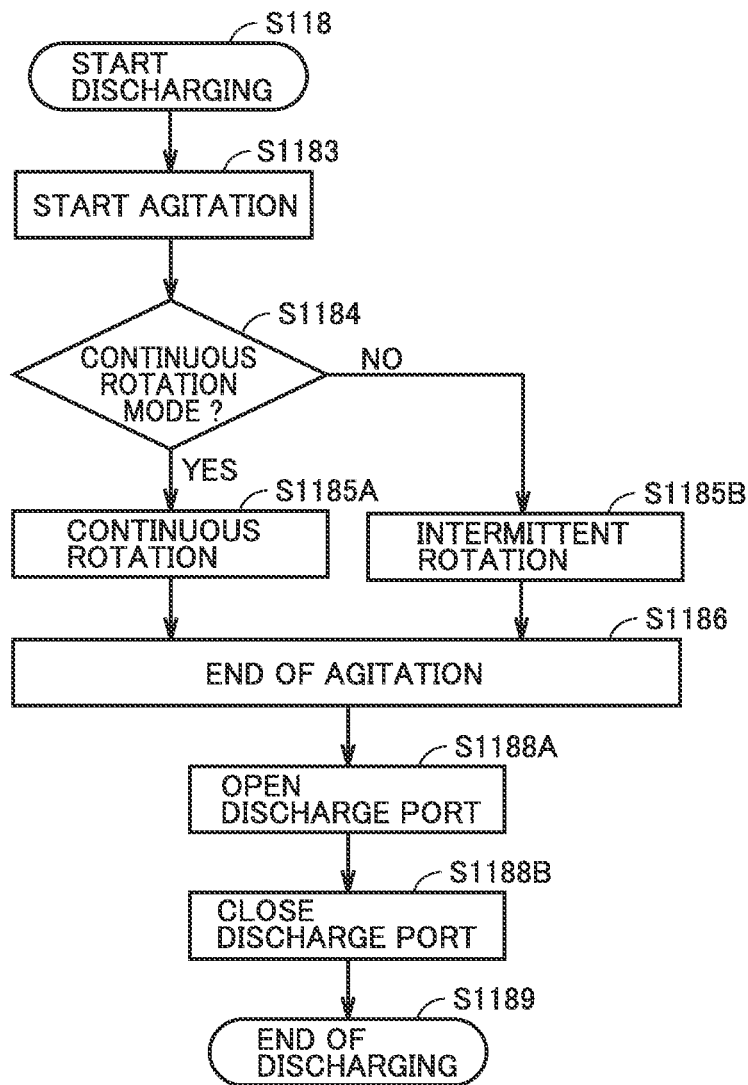 S118
START
DISCHARGING
S1183
START AGITATION
S1184
CONTINUOUS
ROTATION
MODE ?
NO
YES
S1185A
CONTINUOUS
ROTATION
S1185B
INTERMITTENT
ROTATION
S1186
END OF AGITATION
S1188A
OPEN
DISCHARGE PORT
S1188B
CLOSE
DISCHARGE PORT
S1189
END OF
DISCHARGING